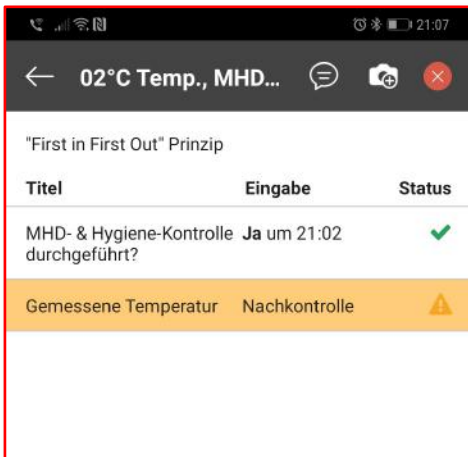 21:07
02°C Temp., MHD...
"First in First Out" Prinzip
Titel Eingabe Status
MHD- & Hygiene-Kontrolle Ja um 21:02
durchgeführt?
Gemessene Temperatur Nachkontrolle